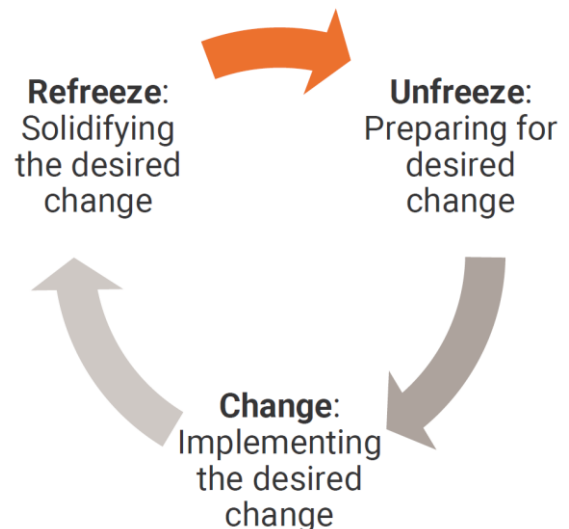 Refreeze:
Solidifying
the desired
change
Unfreeze:
Preparing for
desired
change
Change:
Implementing
the desired
change